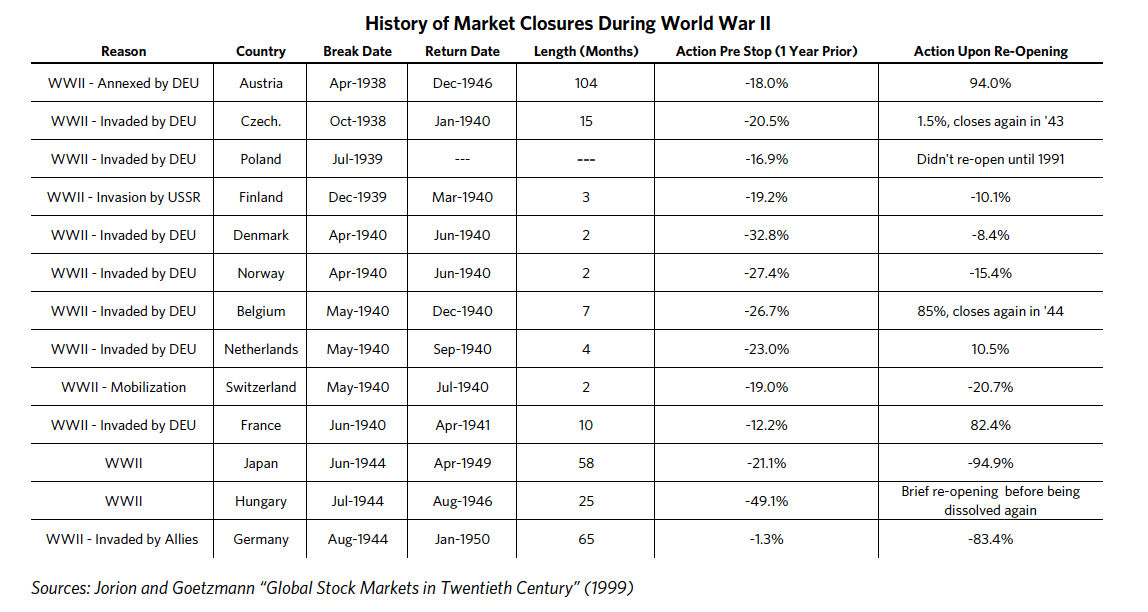 History of Market Closures During World War II
Reason Country Break Date Return Date Length (Months) Action Pre Stop (1 Year Prior) Action Upon Re-Opening
WWII - Annexed by DEU Austria Apr-1938 Dec-1946 104 -18.0% 94.0%
WWII - Invaded by DEU Czech. Oct-1938 Jan-1940 15 -20.5% 1.5%, closes again in '43
WWII - Invaded by DEU Poland Jul-1939 --- --- -16.9% Didn't re-open until 1991
WWII - Invasion by USSR Finland Dec-1939 Mar-1940 3 -19.2% -10.1%
WWII - Invaded by DEU Denmark Apr-1940 Jun-1940 2 -32.8% -8.4%
WWII - Invaded by DEU Norway Apr-1940 Jun-1940 2 -27.4% -15.4%
WWII - Invaded by DEU Belgium May-1940 Dec-1940 7 -26.7% 85%, closes again in '44
WWII - Invaded by DEU Netherlands May-1940 Sep-1940 4 -23.0% 10.5%
WWII - Mobilization Switzerland May-1940 Jul-1940 2 -19.0% -20.7%
WWII - Invaded by DEU France Jun-1940 Apr-1941 10 -12.2% 82.4%
WWII Japan Jun-1944 Apr-1949 58 -21.1% -94.9%
WWII Hungary Jul-1944 Aug-1946 25 -49.1% Brief re-opening before being
dissolved again
WWII - Invaded by Allies Germany Aug-1944 Jan-1950 65 -1.3% -83.4%
Sources: Jorion and Goetzmann “Global Stock Markets in Twentieth Century” (1999)